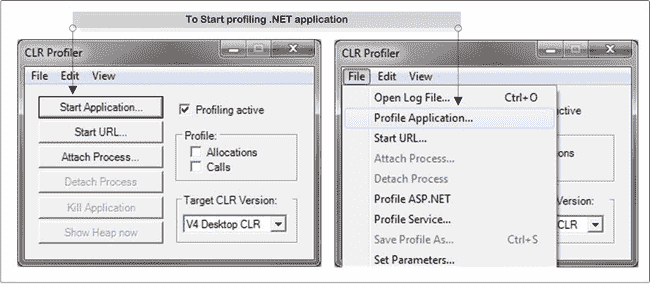 To Start profiling .NET application
CLR Profiler
File Edit View
Start Application...
Profiling active
Start URL...
Profile:
Attach Process...
Allocations
Calls
Detach Process
Kill Application
Target CLR Version:
Show Heap now
V4 Desktop CLR
CLR Profiler
File Edit View
Open Log File... Ctrl+O
Profile Application...
ctive
Start URL...
Attach Process...
ons
Detach Process
Profile ASP.NET
Profile Service...
ersion:
Save Profile As... Ctrl+S
CLR
Set Parameters...